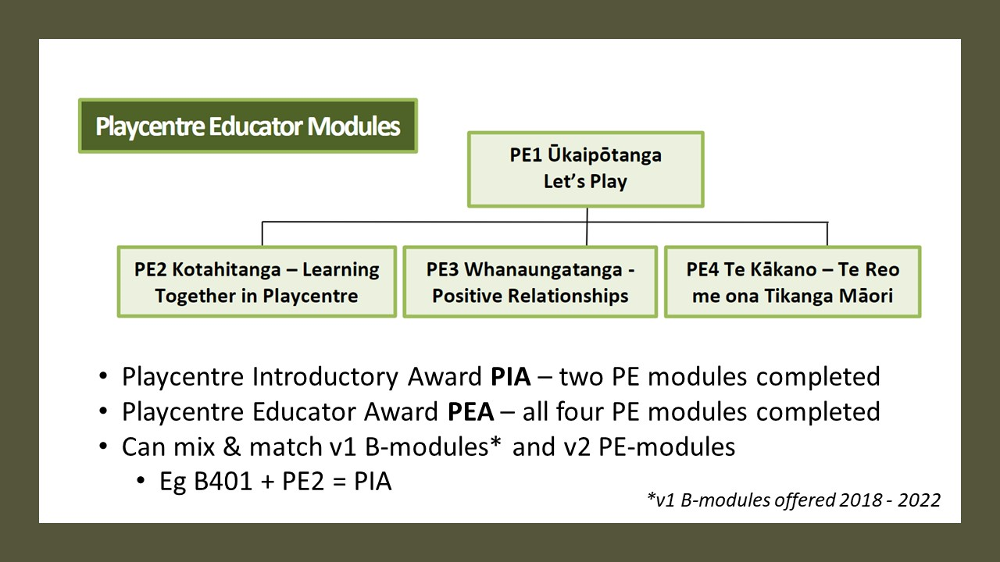 Playcentre Educator Modules
PE1 Ūkaipōtanga
Let’s Play
PE2 Kotahitanga – Learning
Together in Playcentre
PE3 Whanaungatanga -
Positive Relationships
PE4 Te Kākano – Te Reo
me ona Tikanga Māori
• Playcentre Introductory Award PIA – two PE modules completed
• Playcentre Educator Award PEA – all four PE modules completed
• Can mix & match v1 B-modules* and v2 PE-modules
• Eg B401 + PE2 = PIA
*v1 B-modules offered 2018 - 2022